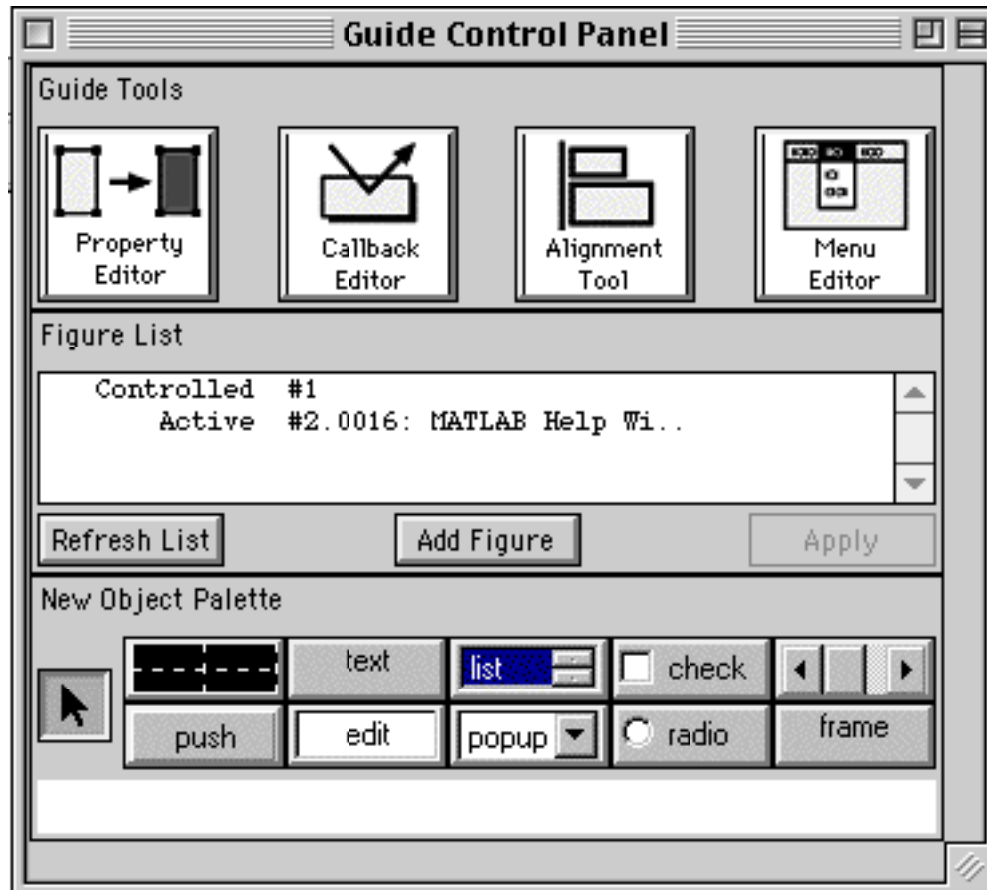 Guide Control Panel
Guide Tools
Property
Editor
Callback
Editor
Alignment
Tool
Menu
Editor
Figure List
Controlled #1
Active #2.0016: MATLAB Help Wi..
Refresh List
Add Figure
Apply
New Object Palette
text
list
check
push
edit
popup
radio
frame